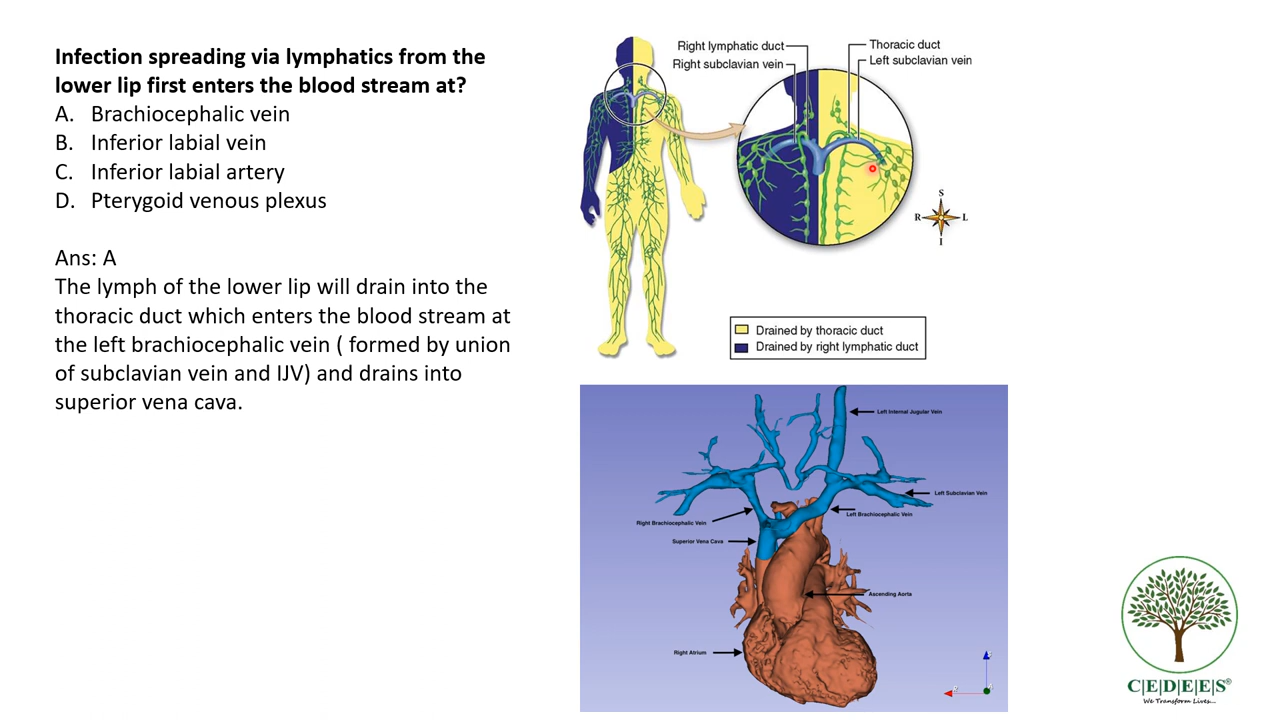 Infection spreading via lymphatics from the
lower lip first enters the blood stream at?
A. Brachiocephalic vein
B. Inferior labial vein
C. Inferior labial artery
D. Pterygoid venous plexus
Ans: A
The lymph of the lower lip will drain into the
thoracic duct which enters the blood stream at
the left brachiocephalic vein ( formed by union
of subclavian vein and IJV) and drains into
superior vena cava.
Right lymphatic duct
Right subclavian vein
Thoracic duct
Left subclavian vein
S
R L
I
Drained by thoracic duct
Drained by right lymphatic duct
Left Internal Jugular Vein
Left Subclavian Vein
Left Brachiocephalic Vein
Right Brachiocephalic Vein
Superior Vena Cava
Ascending Aorta
Right Atrium
C|E|D|E|E|S®
We Transform Lives...